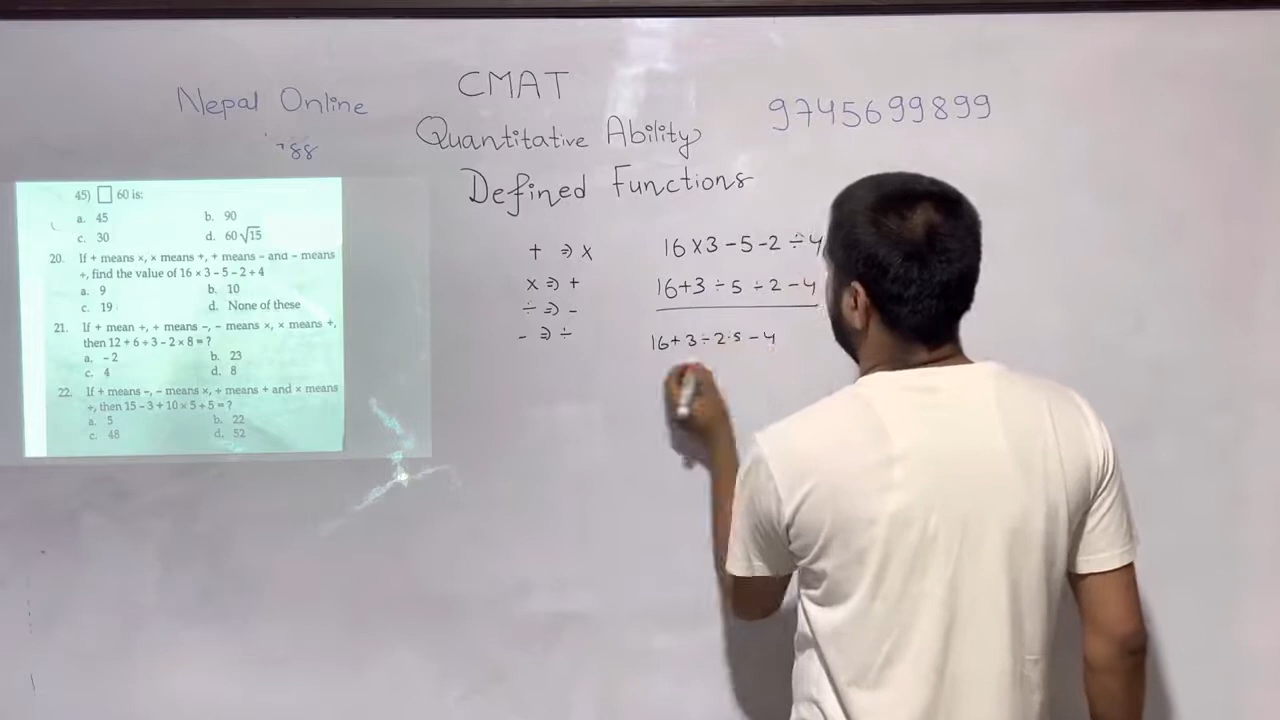 CMAT
Nepal Online
9745699899
Quantitative Ability
'88
Defined Functions
45) □ 60 is:
a. 45 b. 90
c. 30 d. 60√15
20. If + means ×, × means +, ÷ means – and – means
÷, find the value of 16 × 3 – 5 – 2 ÷ 4
a. 9 b. 10
c. 19 d. None of these
21. If + mean ÷, ÷ means –, – means ×, × means +,
then 12 + 6 ÷ 3 – 2 × 8 = ?
a. – 2 b. 23
c. 4 d. 8
22. If + means –, – means ×, ÷ means + and × means
÷, then 15 – 3 + 10 × 5 ÷ 5 = ?
a. 5 b. 22
c. 48 d. 52
+ ⇒ ×
× ⇒ +
÷ ⇒ -
- ⇒ ÷
16 × 3 - 5 - 2 ÷ 4
16 + 3 ÷ 5 ÷ 2 - 4
16 + 3 ÷ 2.5 - 4